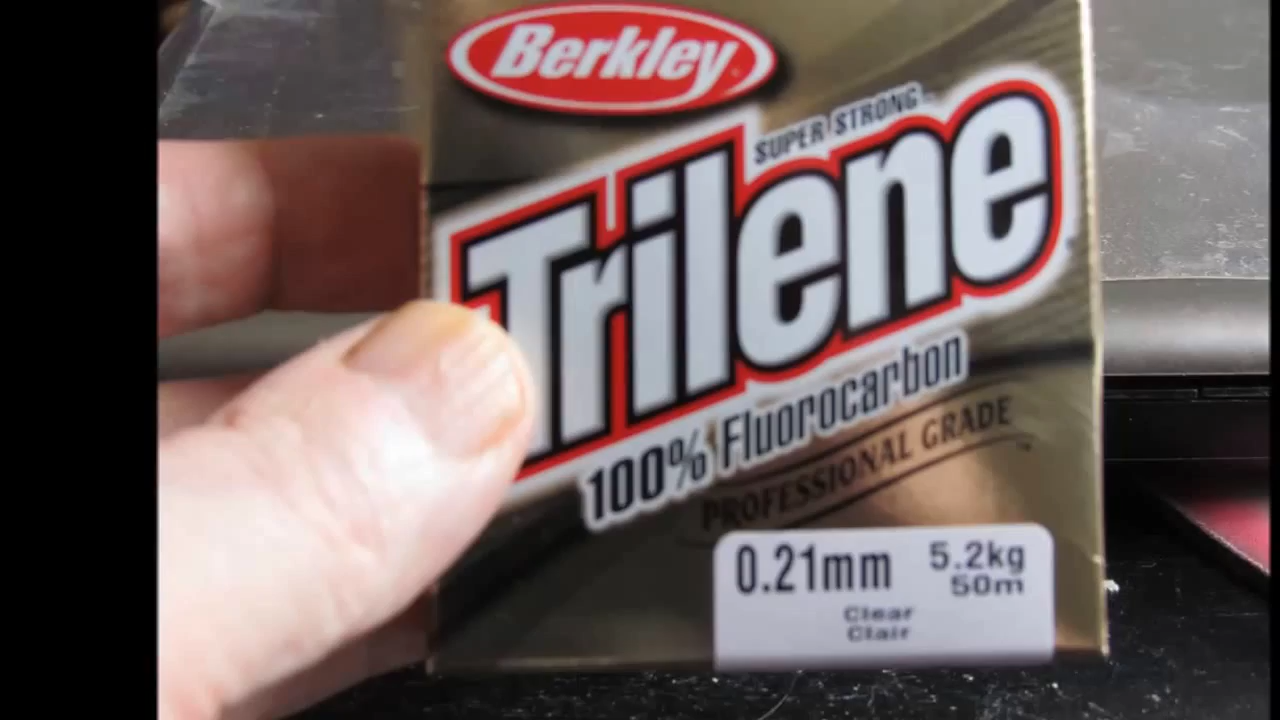 Berkley
SUPER STRONG
Trilene
100% Fluorocarbon
PROFESSIONAL GRADE
0.21mm
5.2kg
50m
Clear
Clair